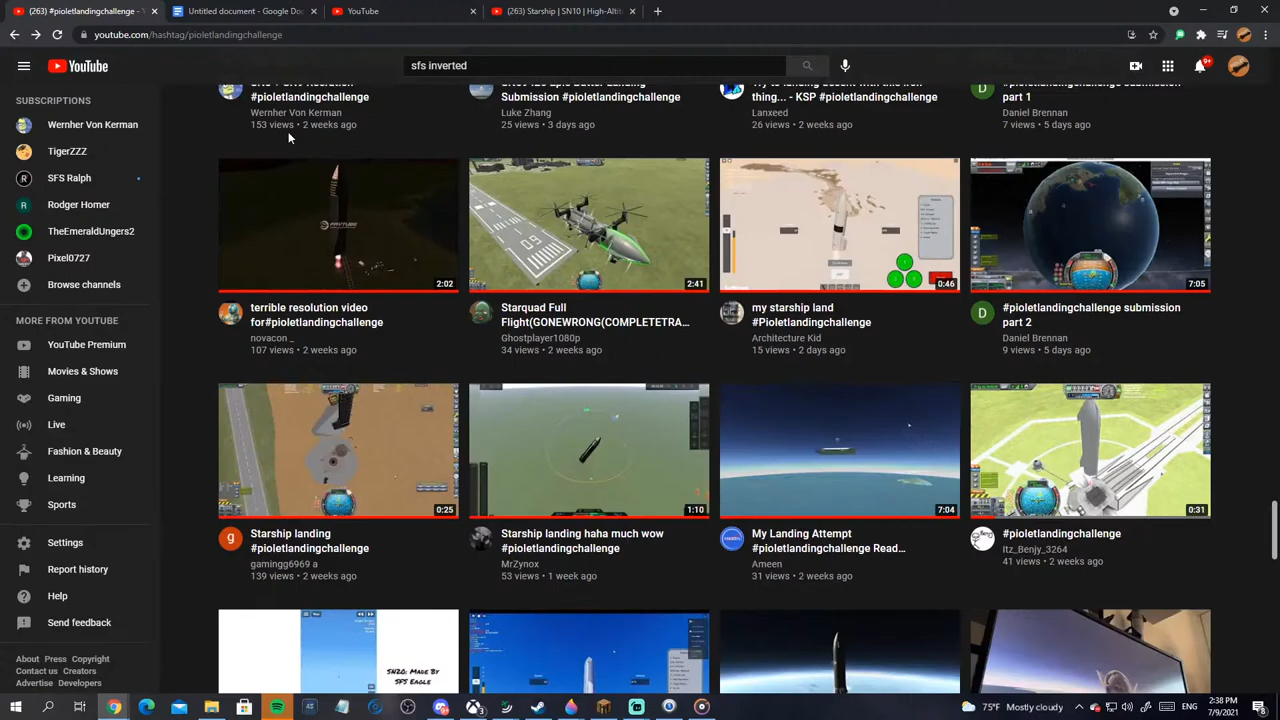 (263) #pioletlandingchallenge - Y
Untitled document - Google Doc
YouTube
(263) Starship | SN10 | High-Altit
youtube.com/hashtag/pioletlandingchallenge
YouTube
sfs inverted
9+
SUBSCRIPTIONS
Wernher Von Kerman
TigerZZZ
SFS Ralph
Rodger Homer
TheEmeraldUngers2
Pixel0727
Browse channels
MORE FROM YOUTUBE
YouTube Premium
Movies & Shows
Gaming
Live
Fashion & Beauty
Learning
Sports
Settings
Report history
Help
Send feedback
About Press Copyright
Contact us Creators
Advertise Developers
#pioletlandingchallenge
Wernher Von Kerman
153 views • 2 weeks ago
Submission #pioletlandingchallenge
Luke Zhang
25 views • 3 days ago
thing... - KSP #pioletlandingchallenge
Lanxeed
26 views • 2 weeks ago
part 1
Daniel Brennan
7 views • 5 days ago
2:02
terrible resolution video
for#pioletlandingchallenge
novacon _
107 views • 2 weeks ago
09
2:41
Starquad Full
Flight(GONEWRONG(COMPLETETRA...
Ghostplayer1080p
34 views • 2 weeks ago
0:46
my starship land
#Pioletlandingchallenge
Architecture Kid
15 views • 2 days ago
7:05
#pioletlandingchallenge submission
part 2
Daniel Brennan
9 views • 5 days ago
0:25
Starship landing
#pioletlandingchallenge
gamingg6969 a
139 views • 2 weeks ago
1:10
Starship landing haha much wow
#pioletlandingchallenge
MrZynox
53 views • 1 week ago
7:04
My Landing Attempt
#pioletlandingchallenge Read...
Ameen
31 views • 2 weeks ago
0:31
#pioletlandingchallenge
Itz_Benjy_3264
41 views • 2 weeks ago
SN20: MADE BY
SFS EAGLE
75°F Mostly cloudy
2:38 PM
7/9/2021